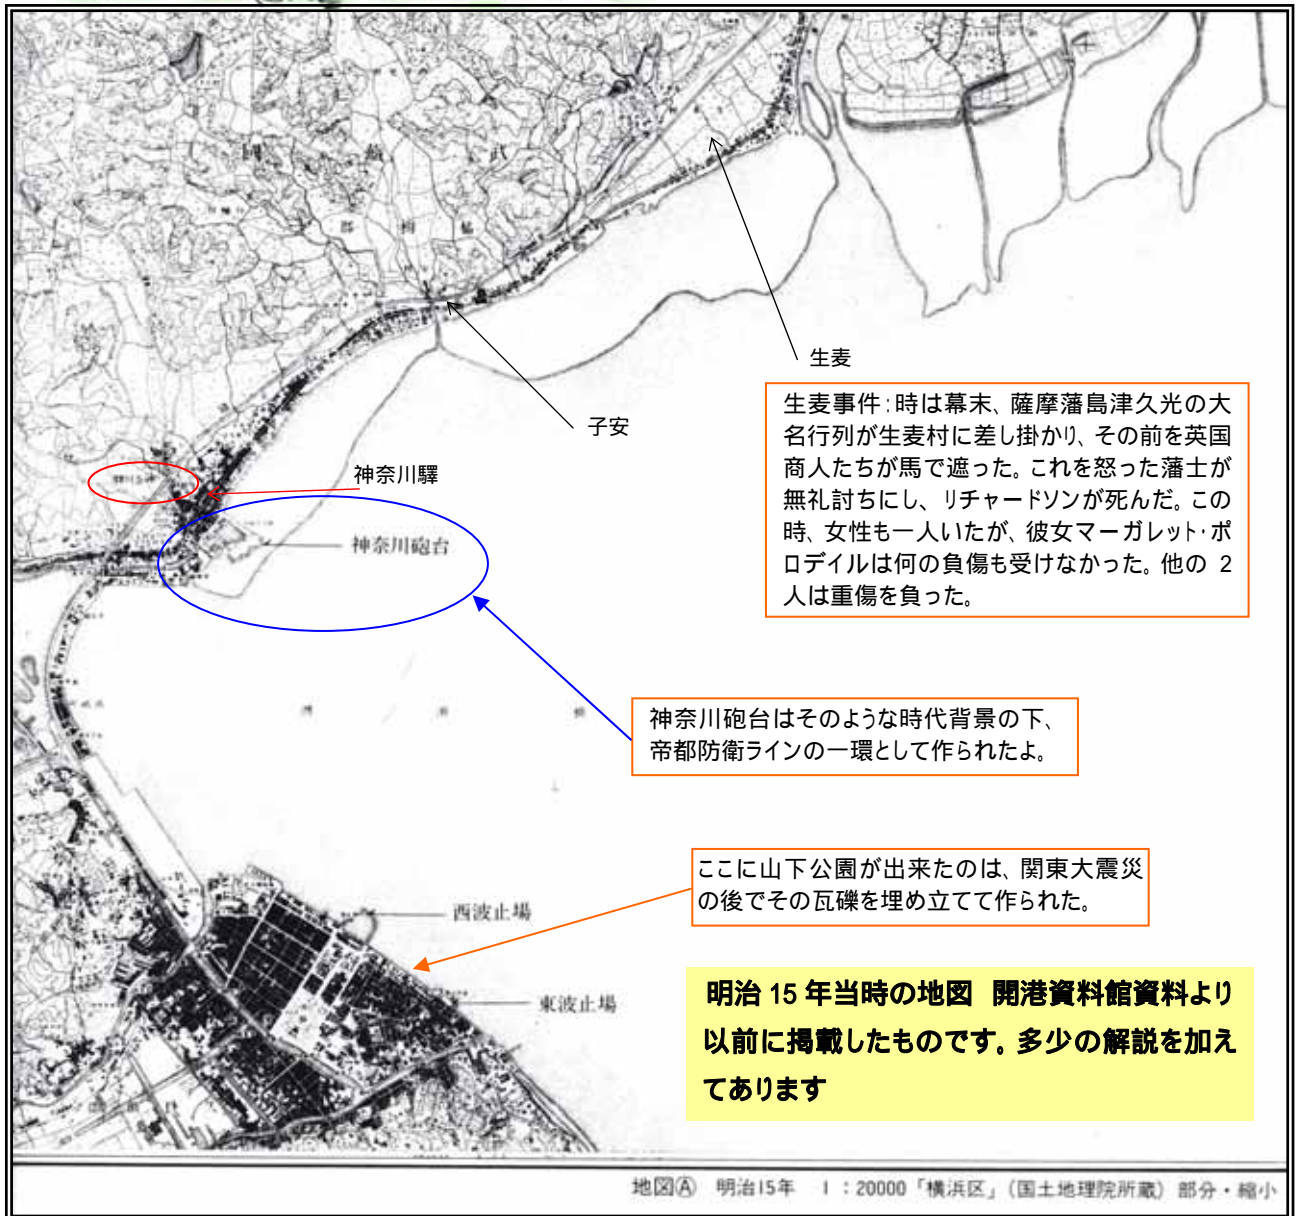 武
蔵
國
橘
樹
郡
生麦
生麦事件：時は幕末、薩摩藩島津久光の大
名行列が生麦村に差し掛かり、その前を英国
商人たちが馬で遮った。これを怒った藩士が
無礼討ちにし、リチャードソンが死んだ。この
時、女性も一人いたが、彼女マーガレット・ポ
ロデイルは何の負傷も受けなかった。他の 2
人は重傷を負った。
子安
神奈川驛
神奈川砲台
神奈川砲台はそのような時代背景の下、
帝都防衛ラインの一環として作られたよ。
ここに山下公園が出来たのは、関東大震災
の後でその瓦礫を埋め立てて作られた。
西波止場
東波止場
明治 15 年当時の地図 開港資料館資料より
以前に掲載したものです。多少の解説を加え
てあります
地図Ⓐ 明治15年 1：20000「横浜区」（国土地理院所蔵）部分・縮小